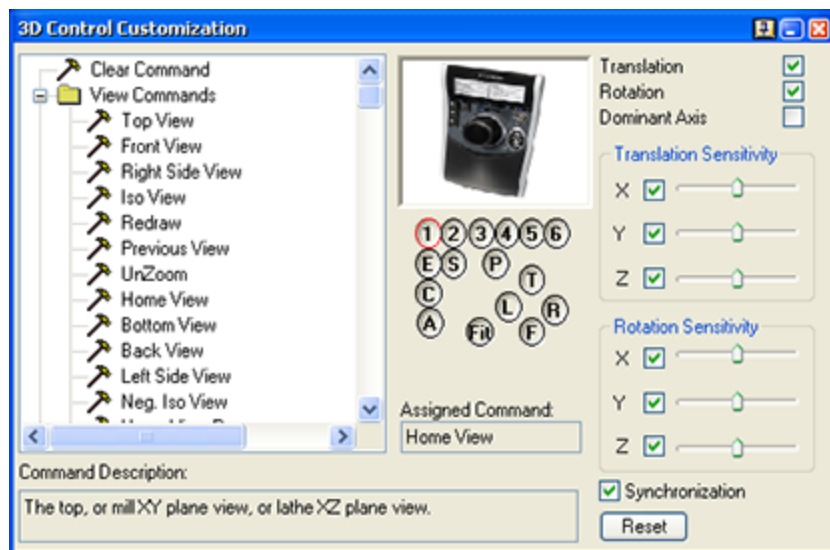 3D Control Customization
Clear Command
View Commands
Top View
Front View
Right Side View
Iso View
Redraw
Previous View
UnZoom
Home View
Bottom View
Back View
Left Side View
Neg. Iso View
1 2 3 4 5 6
E S P T
C L R
A Fit F
Assigned Command:
Home View
Translation
Rotation
Dominant Axis
Translation Sensitivity
X
Y
Z
Rotation Sensitivity
X
Y
Z
Synchronization
Reset
Command Description:
The top, or mill XY plane view, or lathe XZ plane view.